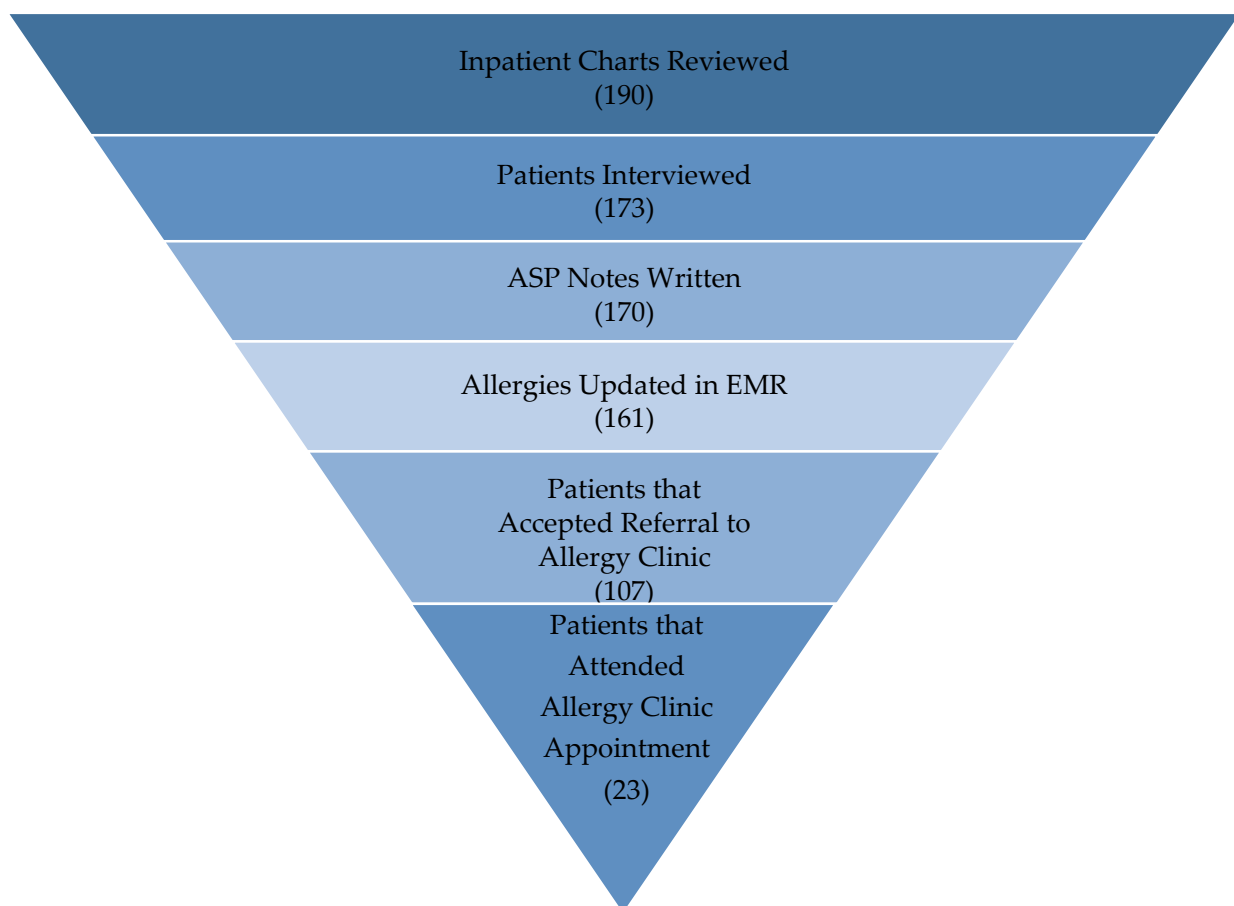 Inpatient Charts Reviewed
(190)
Patients Interviewed
(173)
ASP Notes Written
(170)
Allergies Updated in EMR
(161)
Patients that
Accepted Referral to
Allergy Clinic
(107)
Patients that
Attended
Allergy Clinic
Appointment
(23)